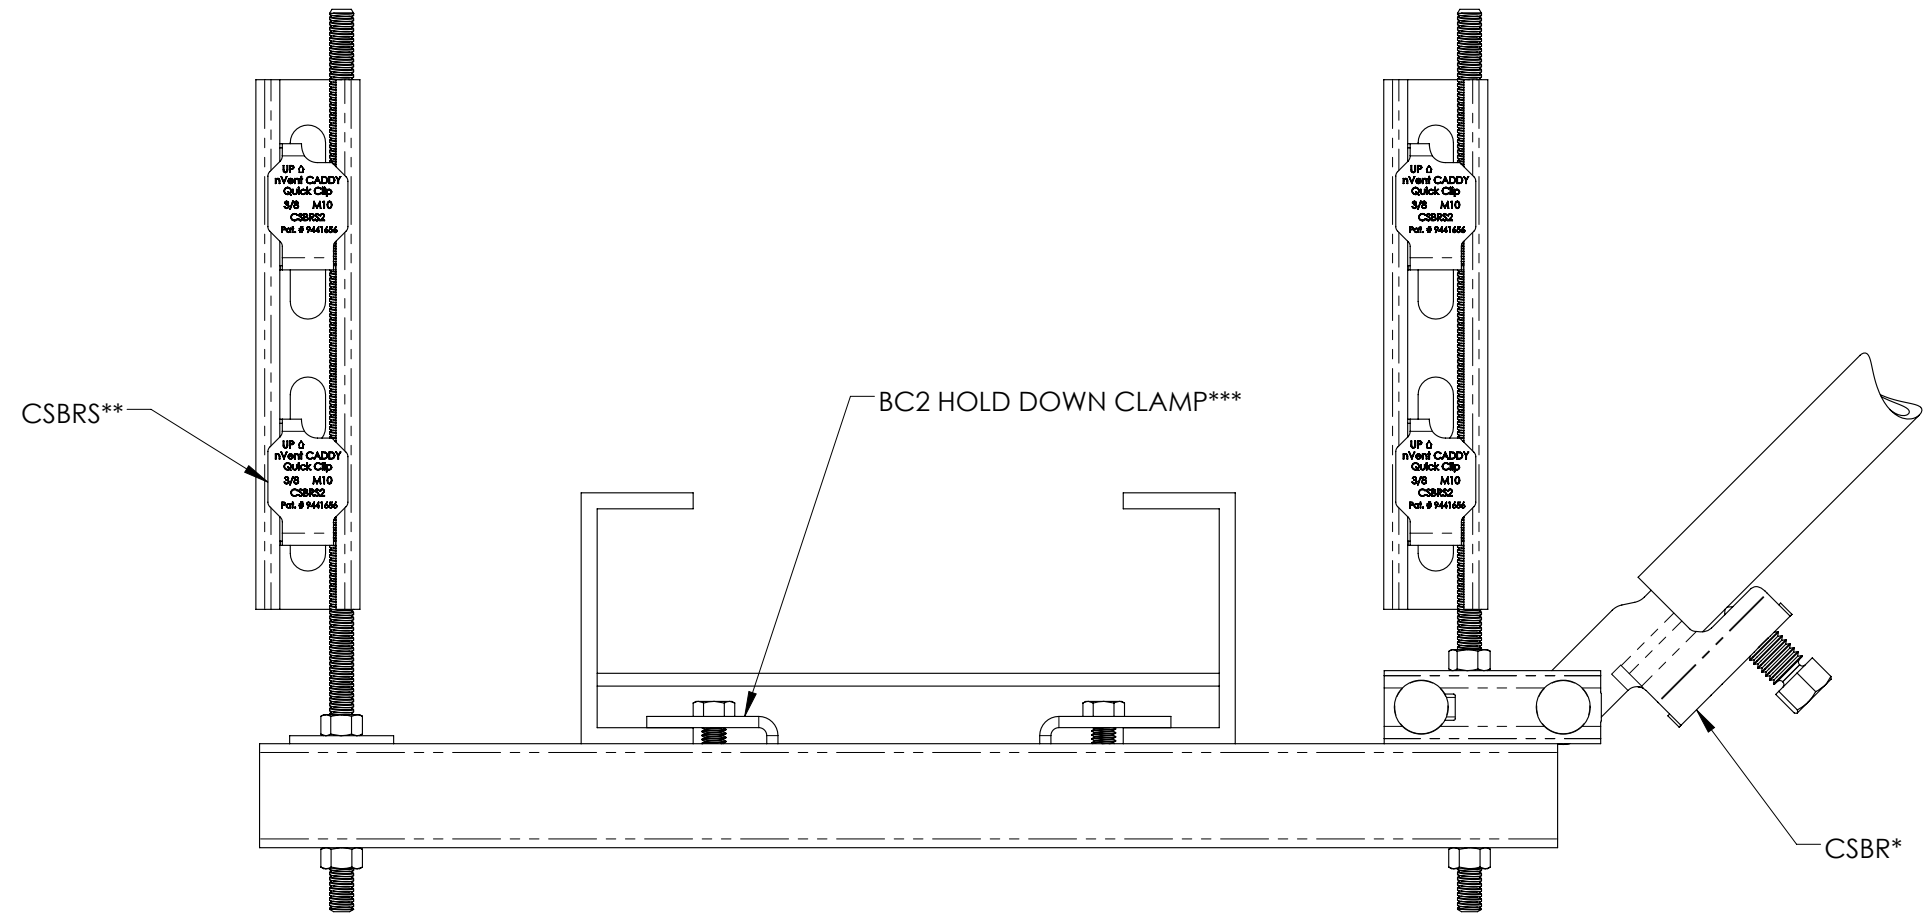 UP
nVent CADDY
Quick Clip
3/8 M10
CSBRS2
Pat. # 9441656
UP
nVent CADDY
Quick Clip
3/8 M10
CSBRS2
Pat. # 9441656
CSBRS**
BC2 HOLD DOWN CLAMP***
UP
nVent CADDY
Quick Clip
3/8 M10
CSBRS2
Pat. # 9441656
UP
nVent CADDY
Quick Clip
3/8 M10
CSBRS2
Pat. # 9441656
CSBR*